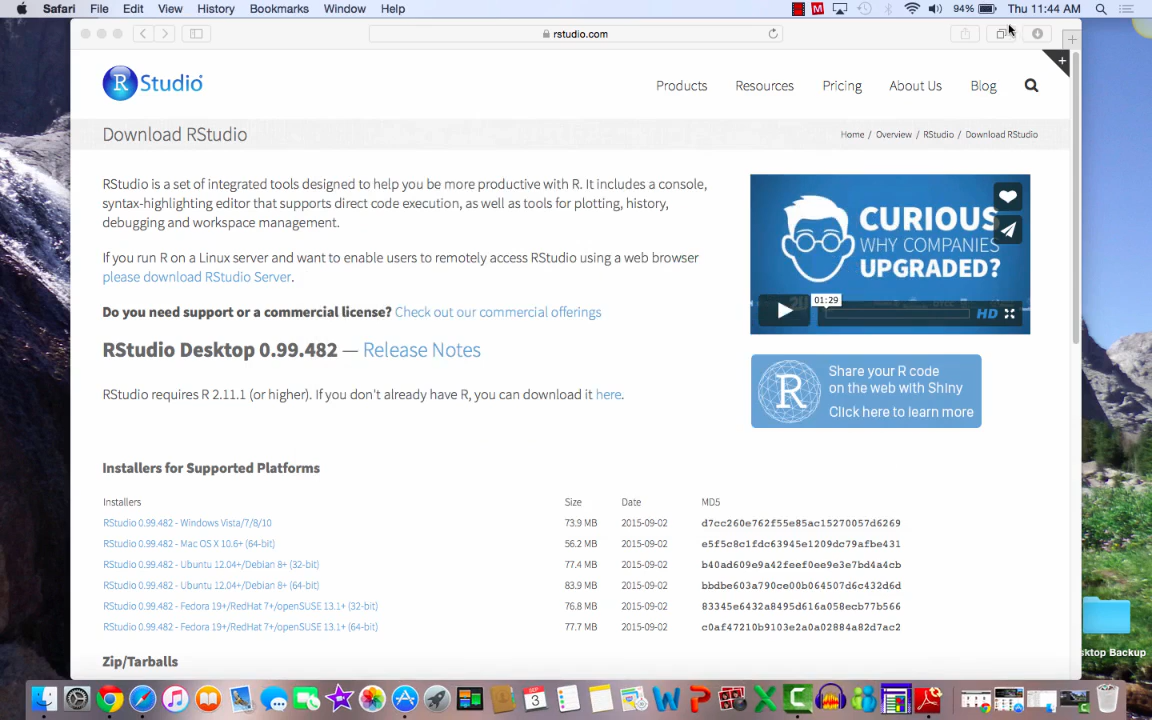 Safari File Edit View History Bookmarks Window Help 94% Thu 11:44 AM
rstudio.com
R Studio
Products Resources Pricing About Us Blog
Download RStudio
Home / Overview / RStudio / Download RStudio
RStudio is a set of integrated tools designed to help you be more productive with R. It includes a console,
syntax-highlighting editor that supports direct code execution, as well as tools for plotting, history,
debugging and workspace management.
If you run R on a Linux server and want to enable users to remotely access RStudio using a web browser
please download RStudio Server.
Do you need support or a commercial license? Check out our commercial offerings
RStudio Desktop 0.99.482 — Release Notes
RStudio requires R 2.11.1 (or higher). If you don't already have R, you can download it here.
CURIOUS
WHY COMPANIES
UPGRADED?
01:29
HD
R
Share your R code
on the web with Shiny
Click here to learn more
Installers for Supported Platforms
Installers Size Date MD5
RStudio 0.99.482 - Windows Vista/7/8/10 73.9 MB 2015-09-02 d7cc260e762f55e85ac15270057d6269
RStudio 0.99.482 - Mac OS X 10.6+ (64-bit) 56.2 MB 2015-09-02 e5f5c8c1fdc63945e1209dc79afbe431
RStudio 0.99.482 - Ubuntu 12.04+/Debian 8+ (32-bit) 77.4 MB 2015-09-02 b40ad609e9a42feef0ee9e3e7bd4a4cb
RStudio 0.99.482 - Ubuntu 12.04+/Debian 8+ (64-bit) 83.9 MB 2015-09-02 bbdbe603a790ce00b064507d6c432d6d
RStudio 0.99.482 - Fedora 19+/RedHat 7+/openSUSE 13.1+ (32-bit) 76.8 MB 2015-09-02 83345e6432a8495d616a058ecb77b566
RStudio 0.99.482 - Fedora 19+/RedHat 7+/openSUSE 13.1+ (64-bit) 77.7 MB 2015-09-02 c0af47210b9103e2a0a02884a82d7ac2
Zip/Tarballs
ktop Backup
3